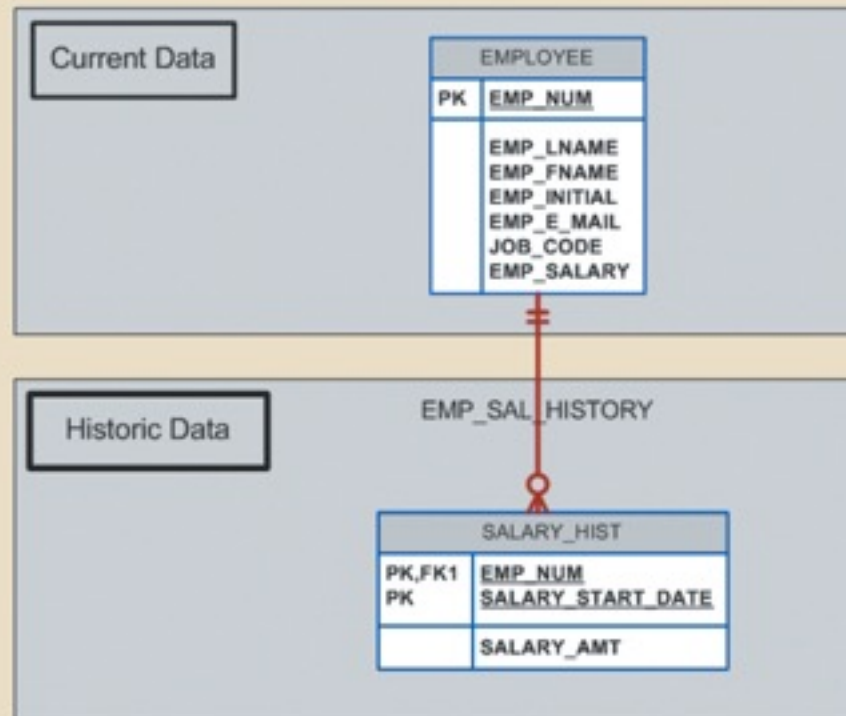 Current Data
EMPLOYEE
PK EMP_NUM
EMP_LNAME
EMP_FNAME
EMP_INITIAL
EMP_E_MAIL
JOB_CODE
EMP_SALARY
Historic Data
EMP_SAL_HISTORY
SALARY_HIST
PK,FK1 EMP_NUM
PK SALARY_START_DATE
SALARY_AMT